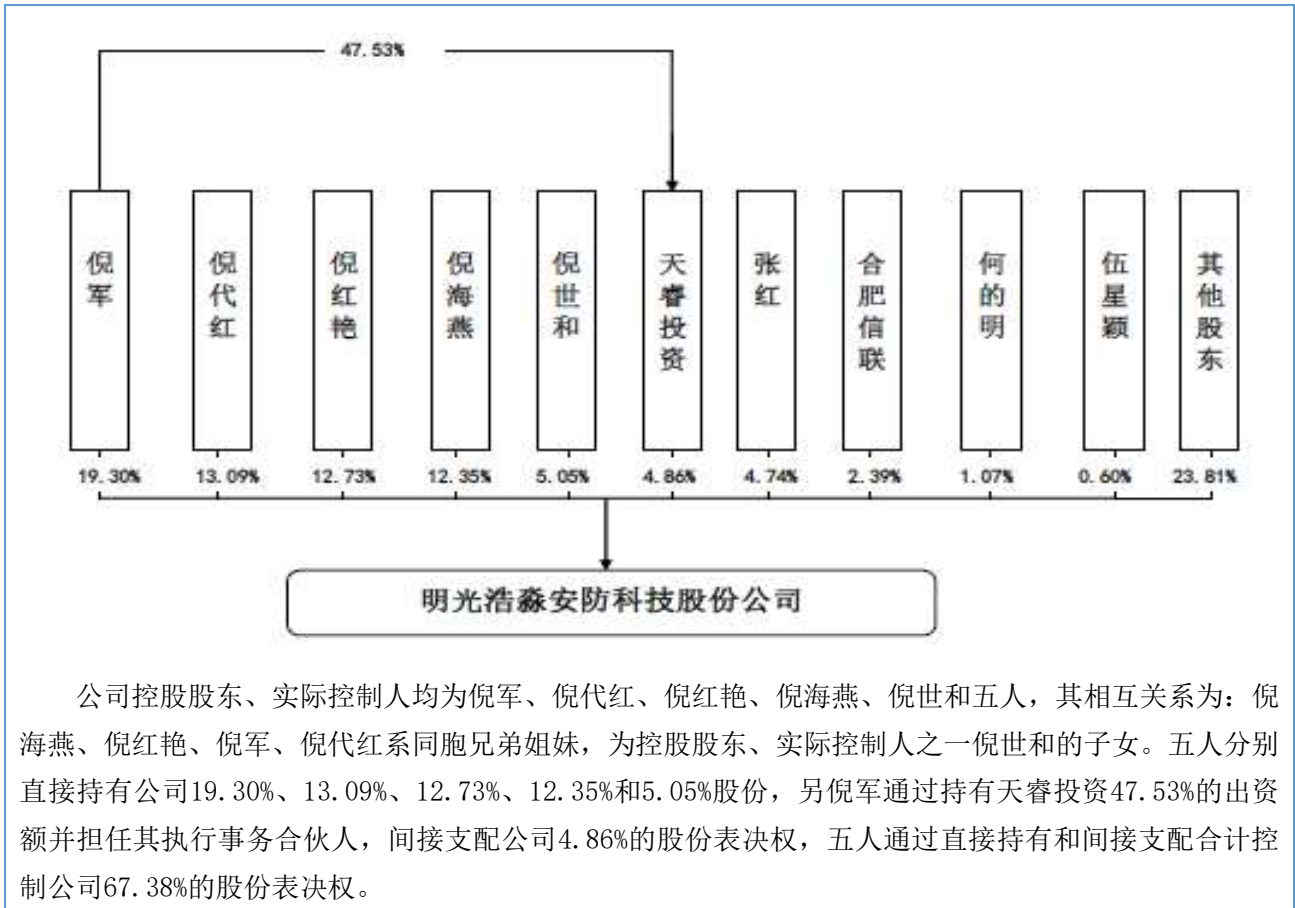 47.53%
倪军
倪代红
倪红艳
倪海燕
倪世和
天睿投资
张红
合肥信联
何的明
伍星颖
其他股东
19.30% 13.09% 12.73% 12.35% 5.05% 4.86% 4.74% 2.39% 1.07% 0.60% 23.81%
明光浩淼安防科技股份公司
公司控股股东、实际控制人均为倪军、倪代红、倪红艳、倪海燕、倪世和五人，其相互关系为：倪
海燕、倪红艳、倪军、倪代红系同胞兄弟姐妹，为控股股东、实际控制人之一倪世和的子女。五人分别
直接持有公司19.30%、13.09%、12.73%、12.35%和5.05%股份，另倪军通过持有天睿投资47.53%的出资
额并担任其执行事务合伙人，间接支配公司4.86%的股份表决权，五人通过直接持有和间接支配合计控
制公司67.38%的股份表决权。